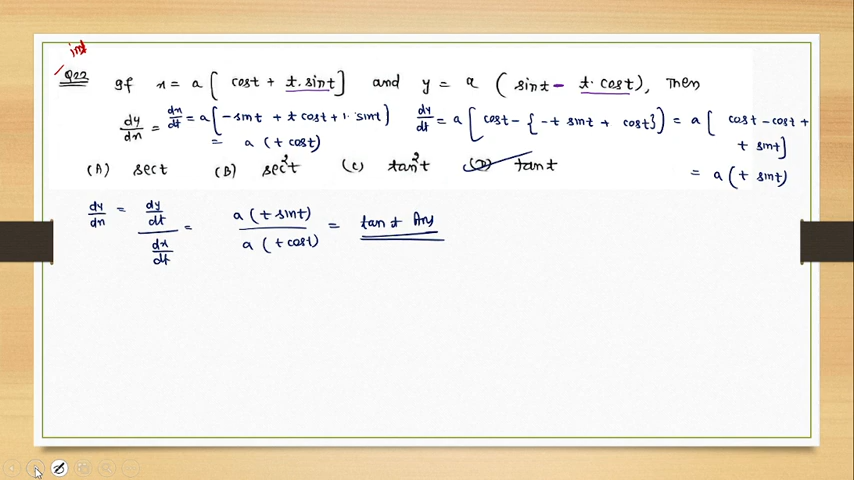 imt
Q22 If x = a [ cost + t. sint ] and y = a ( sint - t. cost ), Then
dy/dx = dx/dt = a [ -sint + t cost + 1. sint ) dy/dt = a [ cost - { -t sint + cost } ) = a [ cost - cost +
= a (t cost) t sint ]
(A) sect (B) sec²t (C) tan²t (D) tant = a (t sint)
dy/dx = dy/dt / dx/dt = a (t sint) / a (t cost) = tan t Ans